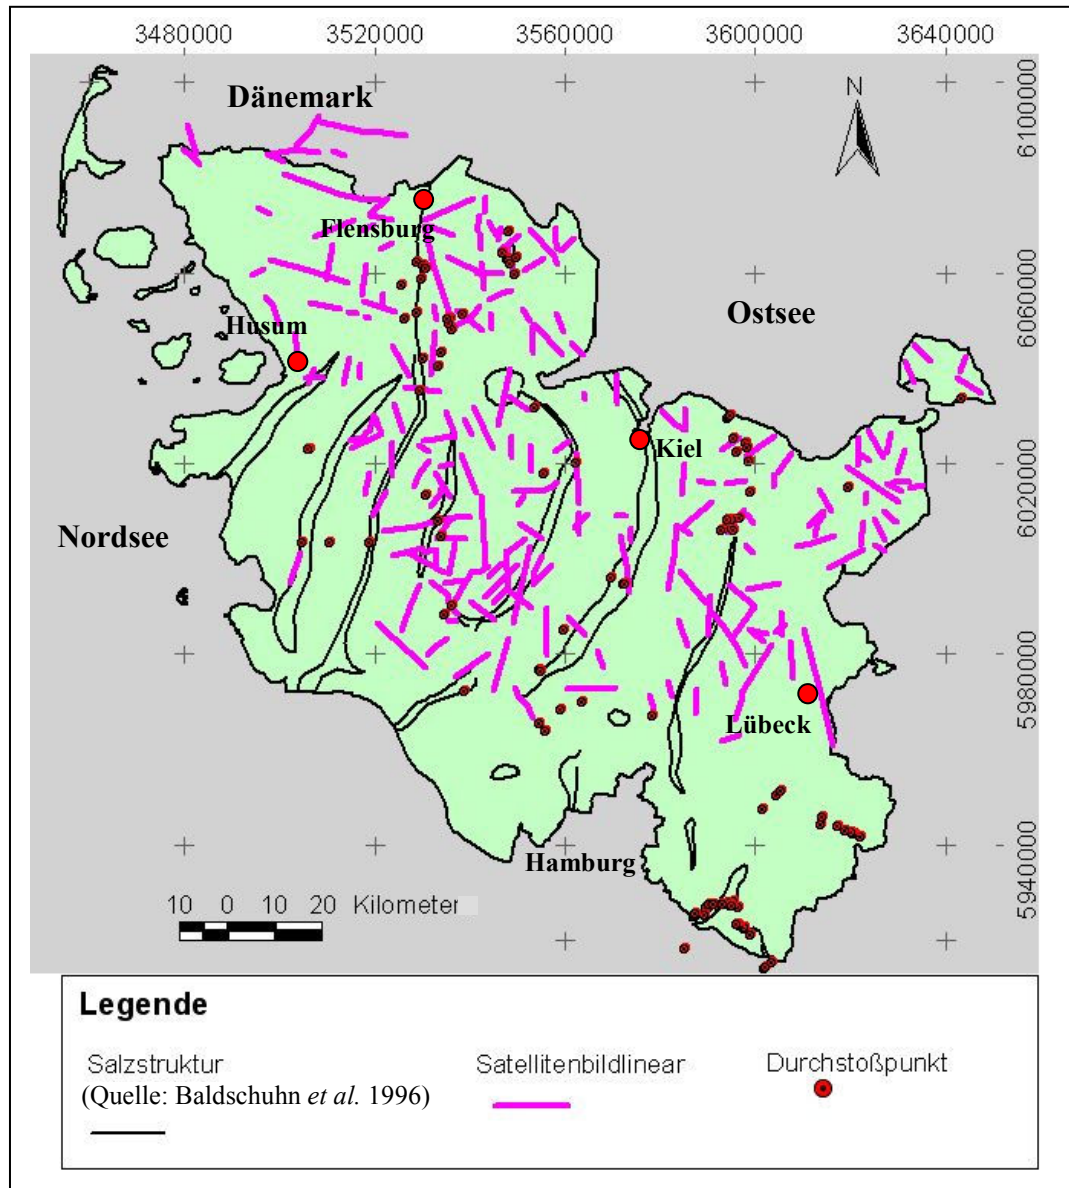 3480000 3520000 3560000 3600000 3640000
N
Dänemark
6100000
Flensburg
6060000
Ostsee
Husum
Kiel
6020000
Nordsee
5980000
Lübeck
Hamburg
5940000
10 0 10 20 Kilometer
Legende
Salzstruktur Satellitenbildlinear Durchstoßpunkt
(Quelle: Baldschuhn et al. 1996)